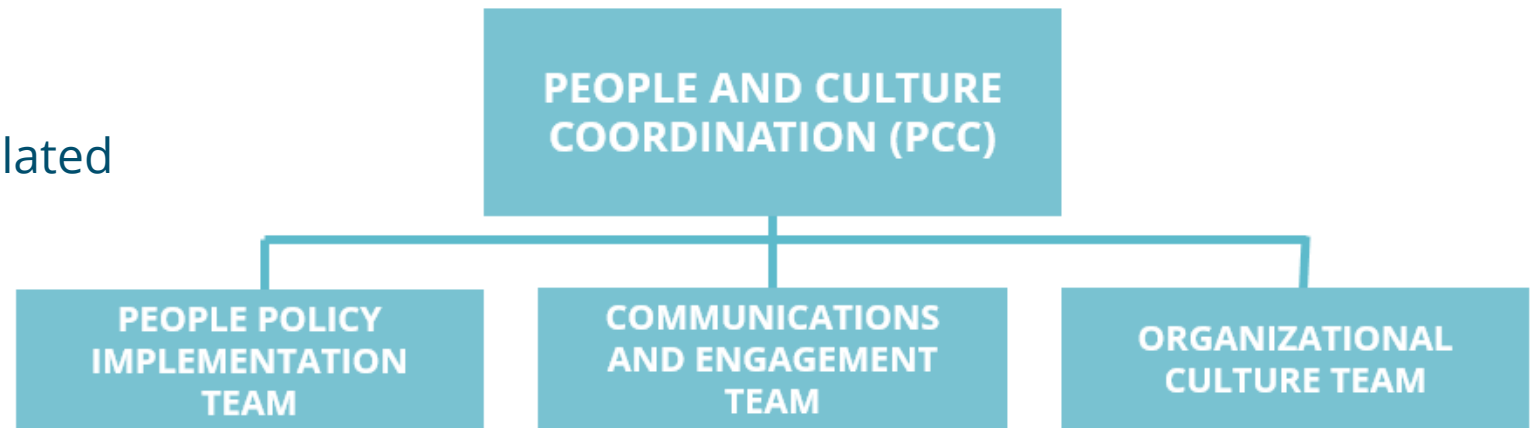 PEOPLE AND CULTURE
COORDINATION (PCC)
lated
PEOPLE POLICY
IMPLEMENTATION
TEAM
COMMUNICATIONS
AND ENGAGEMENT
TEAM
ORGANIZATIONAL
CULTURE TEAM